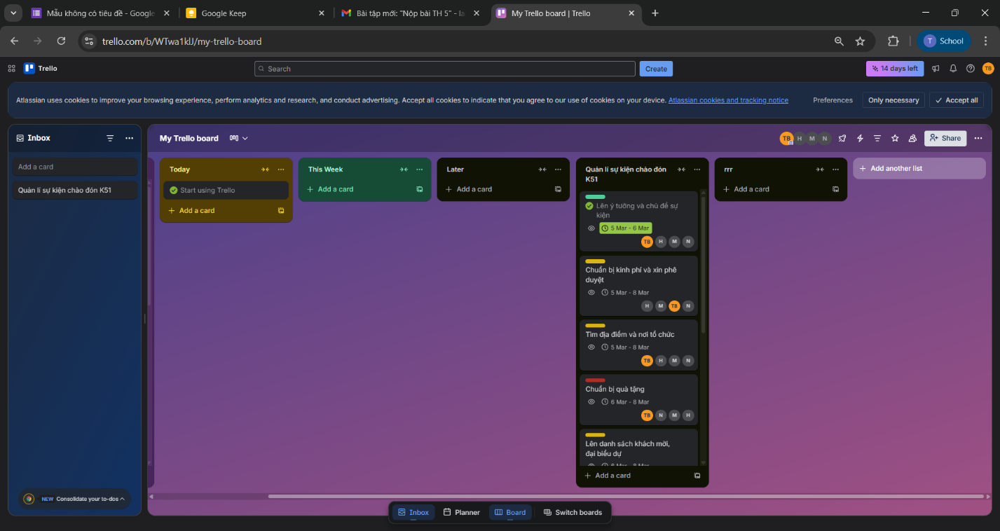 Mẫu không có tiêu đề - Google
Google Keep
Bài tập mới: "Nộp bài TH 5" - la
My Trello board | Trello
trello.com/b/WTwa1klJ/my-trello-board
T School
Trello
Search
Create
14 days left
TB
Atlassian uses cookies to improve your browsing experience, perform analytics and research, and conduct advertising. Accept all cookies to indicate that you agree to our use of cookies on your device. Atlassian cookies and tracking notice
Preferences
Only necessary
Accept all
Inbox
Add a card
Quản lí sự kiện chào đón K51
NEW Consolidate your to-dos
My Trello board
TB H M N
Share
Today
Start using Trello
Add a card
This Week
Add a card
Later
Add a card
Quản lí sự kiện chào đón
K51
Lên ý tưởng và chủ đề sự
kiện
5 Mar - 6 Mar
TB H M N
Chuẩn bị kinh phí và xin phê
duyệt
5 Mar - 8 Mar
H M TB N
Tìm địa điểm và nơi tổ chức
5 Mar - 8 Mar
TB H M N
Chuẩn bị quà tặng
6 Mar - 8 Mar
TB N M H
Lên danh sách khách mời,
đại biểu dự
6 Mar - 8 Mar
Add a card
rrr
Add a card
Add another list
Inbox
Planner
Board
Switch boards